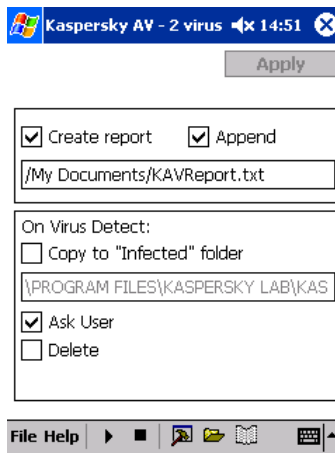 Kaspersky AV - 2 virus 14:51
Apply
Create report Append
/My Documents/KAVReport.txt
On Virus Detect:
Copy to "Infected" folder
\PROGRAM FILES\KASPERSKY LAB\KAS
Ask User
Delete
File Help